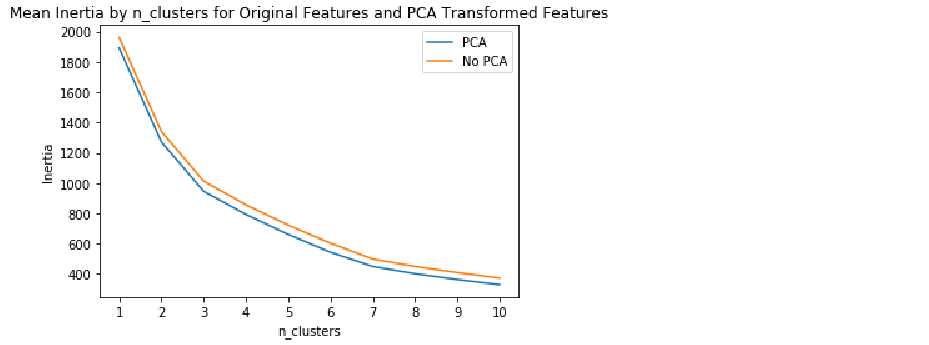 Mean Inertia by n_clusters for Original Features and PCA Transformed Features
2000
1800
1600
1400
1200
1000
800
600
400
Inertia
PCA
No PCA
1 2 3 4 5 6 7 8 9 10
n_clusters